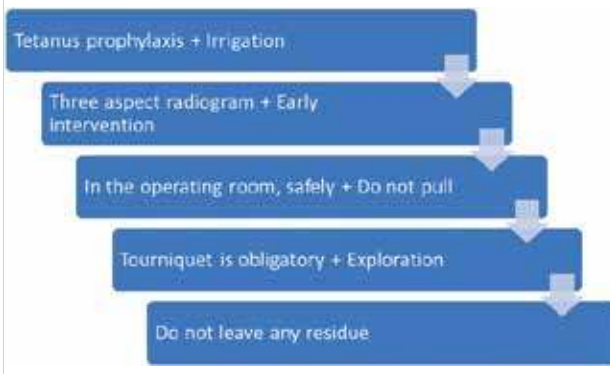 Tetanus prophylaxis + Irrigation
Three aspect radiogram + Early
intervention
In the operating room, safely + Do not pull
Tourniquet is obligatory + Exploration
Do not leave any residue